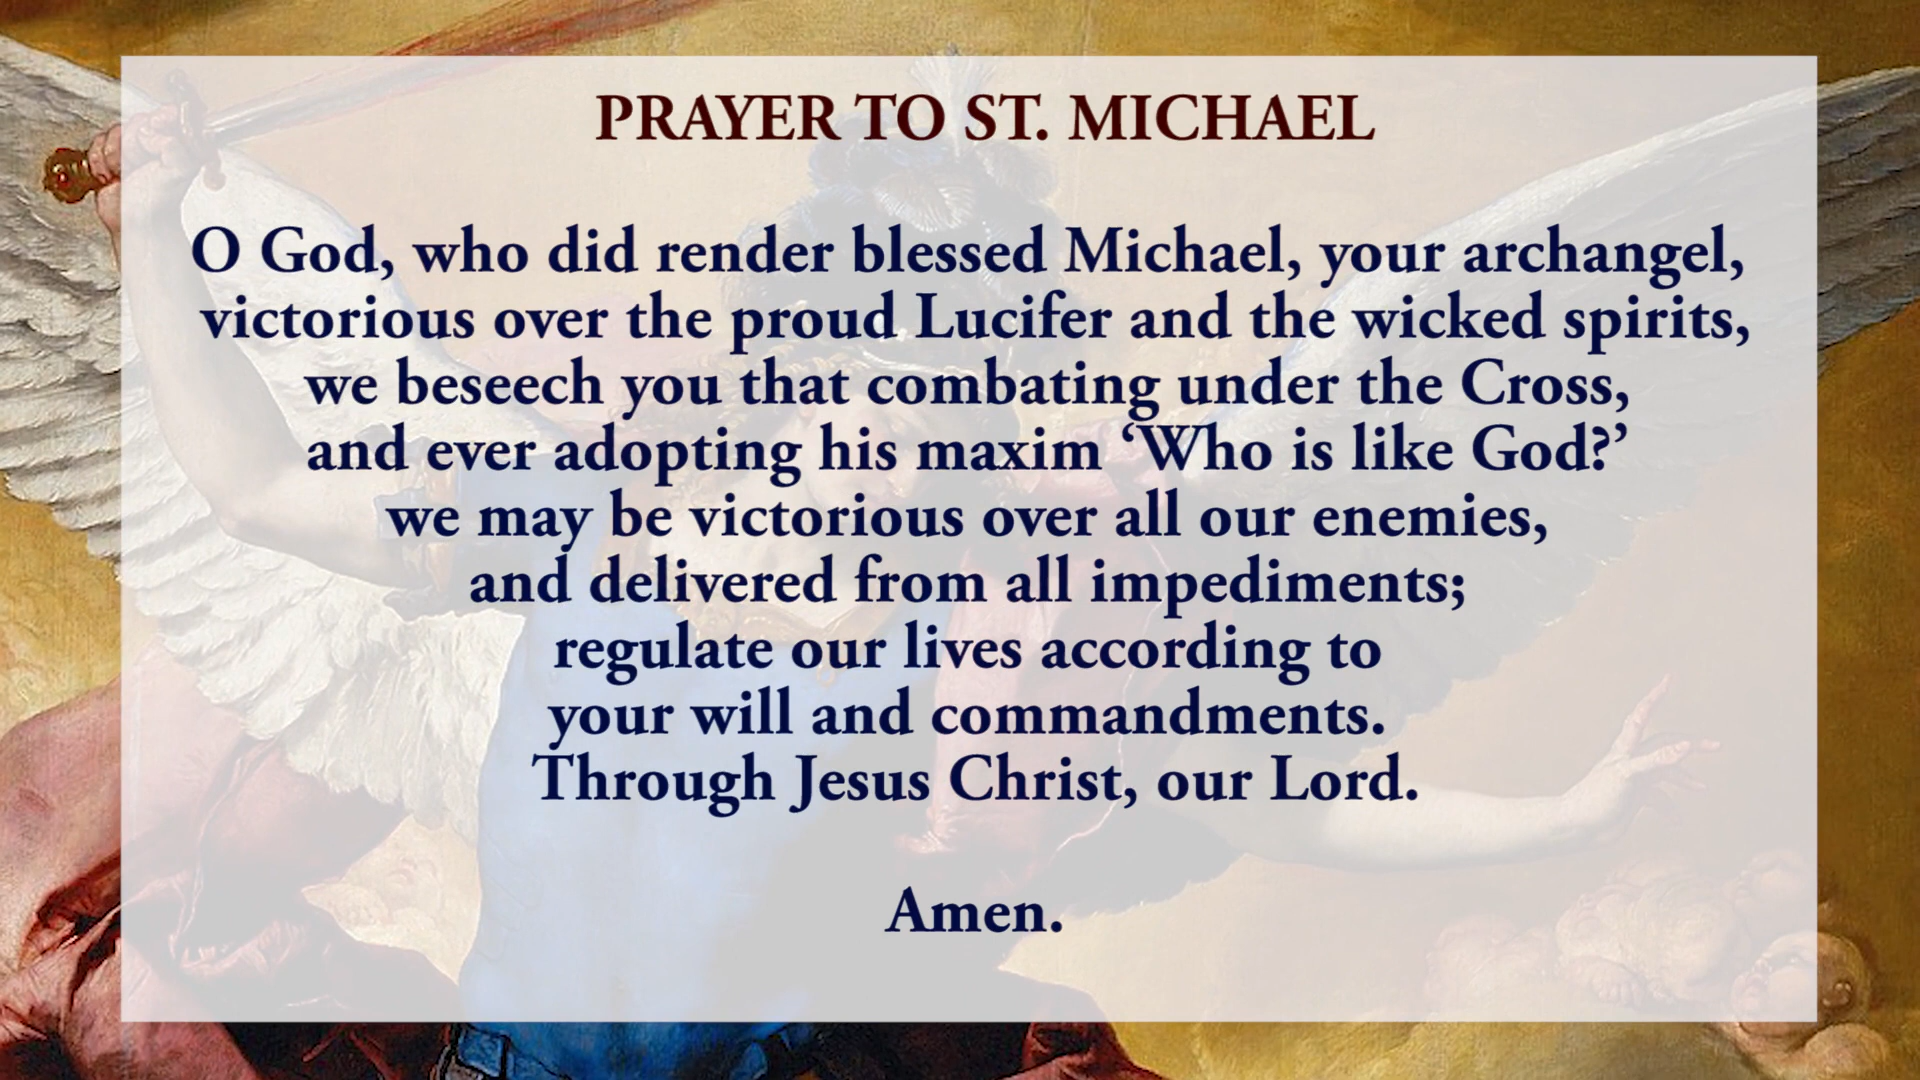 PRAYER TO ST. MICHAEL
O God, who did render blessed Michael, your archangel,
victorious over the proud Lucifer and the wicked spirits,
we beseech you that combating under the Cross,
and ever adopting his maxim ‘Who is like God?’
we may be victorious over all our enemies,
and delivered from all impediments;
regulate our lives according to
your will and commandments.
Through Jesus Christ, our Lord.
Amen.